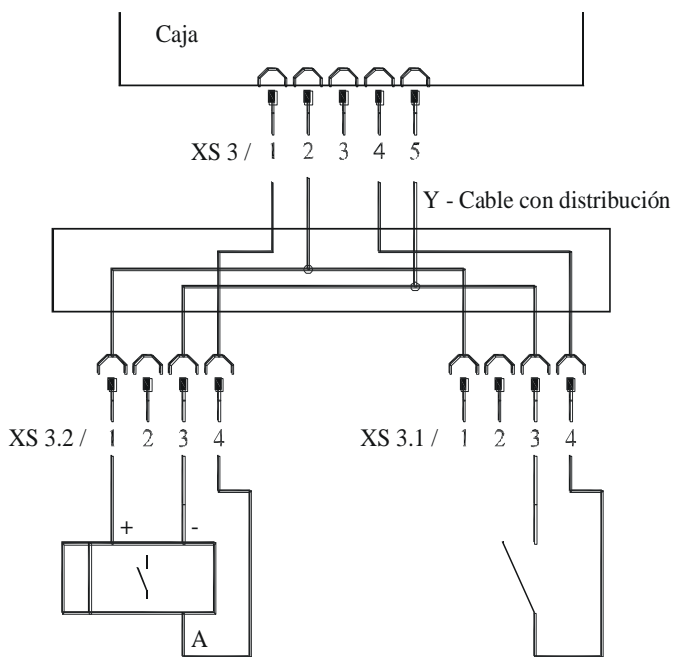 Caja
XS 3 / 1 2 3 4 5
Y - Cable con distribución
XS 3.2 / 1 2 3 4
XS 3.1 / 1 2 3 4
+ -
A